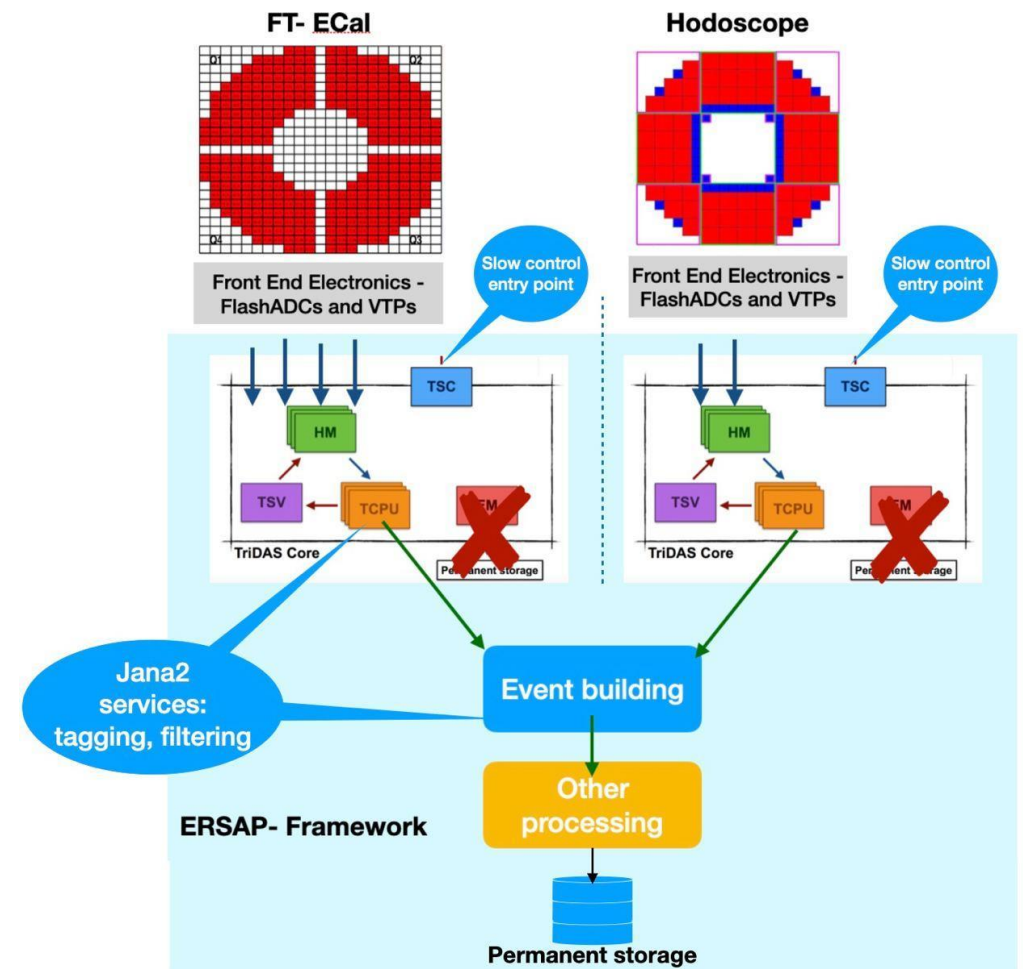 FT- ECal
Hodoscope
Q1
Q2
Q4
Q3
Front End Electronics -
FlashADCs and VTPs
Slow control
entry point
Front End Electronics -
FlashADCs and VTPs
Slow control
entry point
TSC
HM
TSV
TCPU
TriDAS Core
TSC
HM
TSV
TCPU
TriDAS Core
Event building
Jana2
services:
tagging, filtering
Other
processing
ERSAP- Framework
Permanent storage